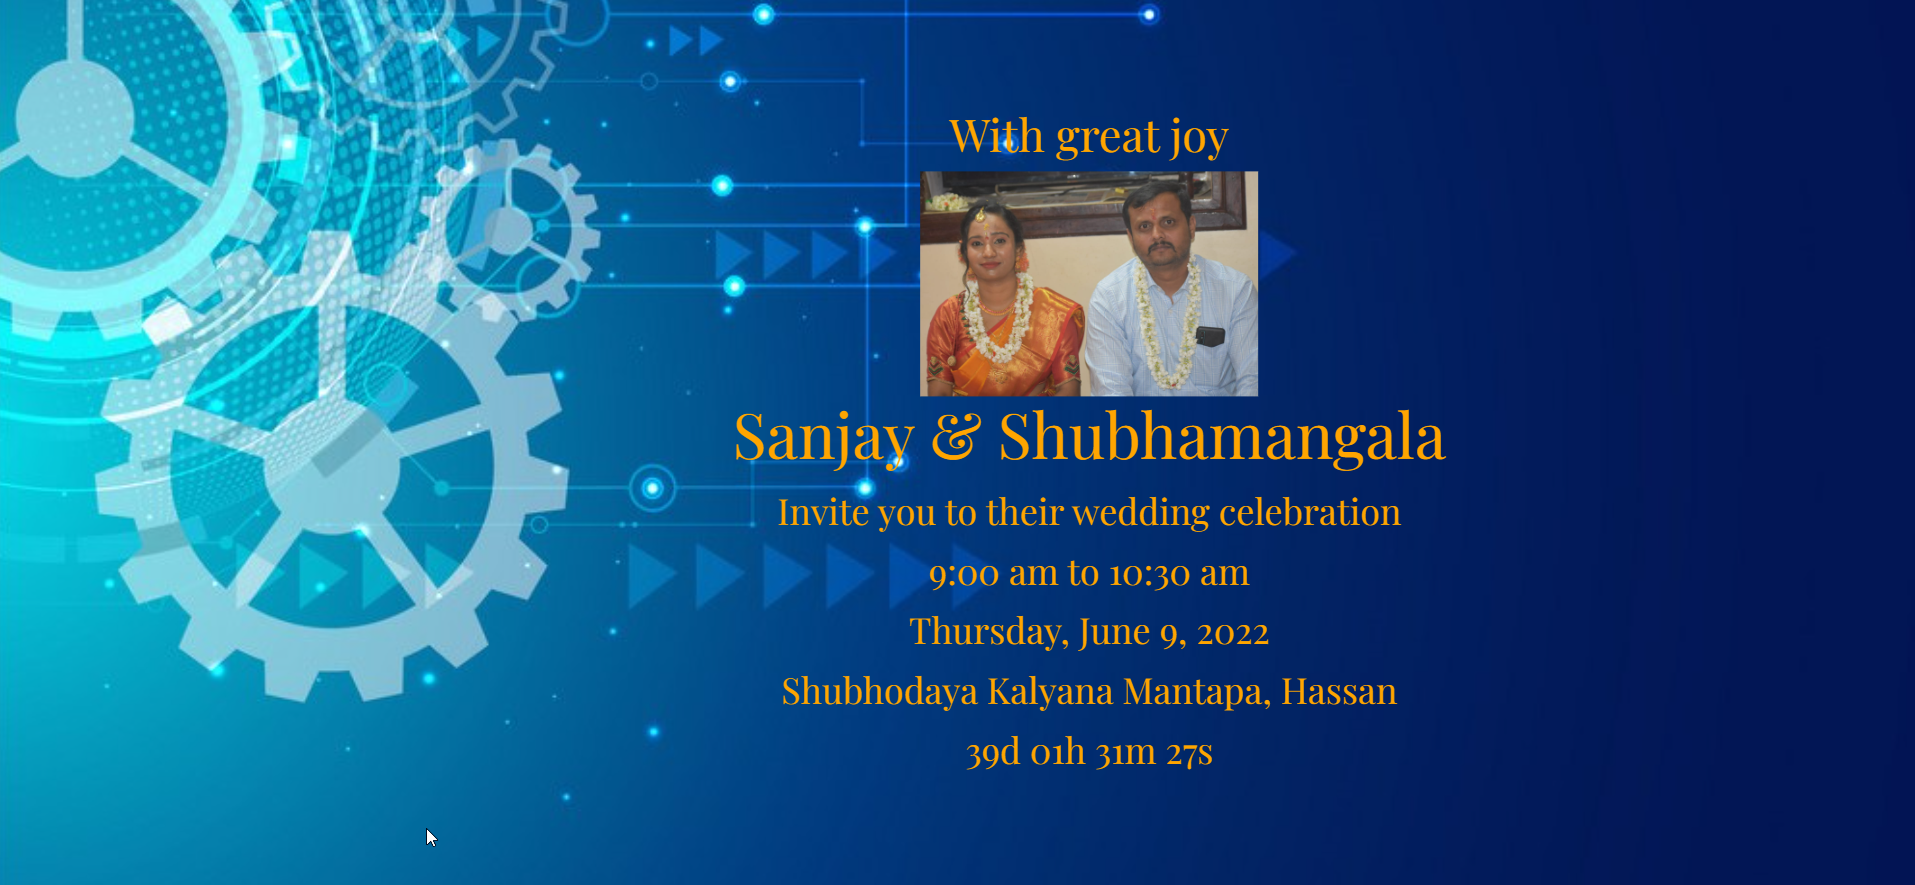 With great joy
Sanjay & Shubhamangala
Invite you to their wedding celebration
9:00 am to 10:30 am
Thursday, June 9, 2022
Shubhodaya Kalyana Mantapa, Hassan
39d 01h 31m 27s